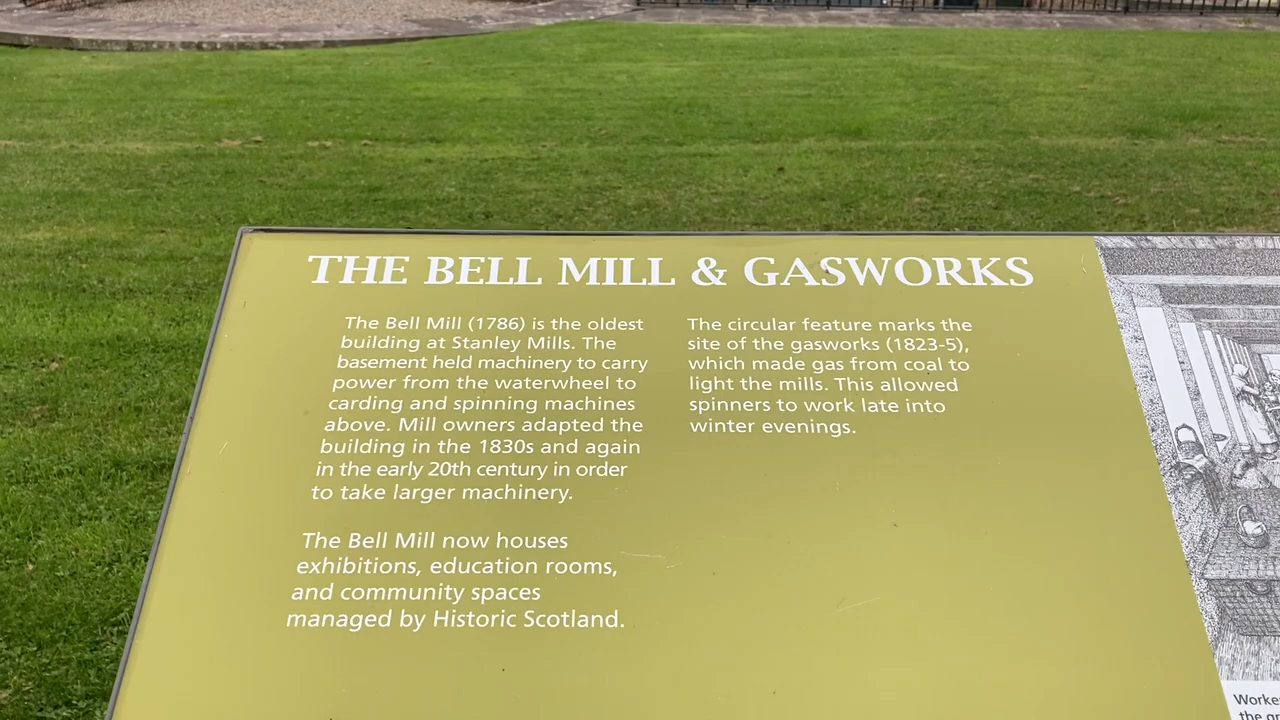 THE BELL MILL & GASWORKS
The Bell Mill (1786) is the oldest
building at Stanley Mills. The
basement held machinery to carry
power from the waterwheel to
carding and spinning machines
above. Mill owners adapted the
building in the 1830s and again
in the early 20th century in order
to take larger machinery.
The Bell Mill now houses
exhibitions, education rooms,
and community spaces
managed by Historic Scotland.
The circular feature marks the
site of the gasworks (1823-5),
which made gas from coal to
light the mills. This allowed
spinners to work late into
winter evenings.